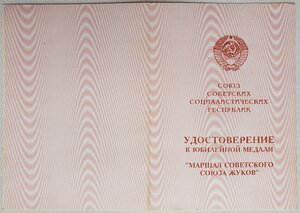 СОЮЗ
СОВЕТСКИХ
СОЦИАЛИСТИЧЕСКИХ
РЕСПУБЛИК
УДОСТОВЕРЕНИЕ
К ЮБИЛЕЙНОЙ МЕДАЛИ
"МАРШАЛ СОВЕТСКОГО
СОЮЗА ЖУКОВ"